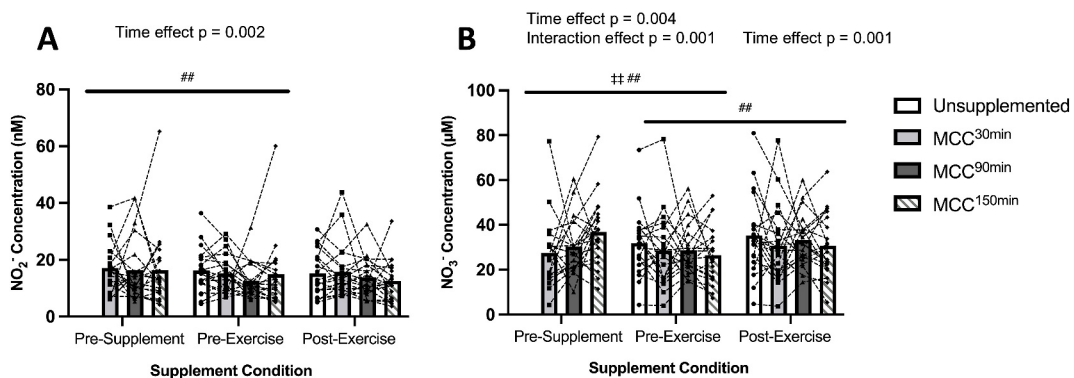 A
Time effect p = 0.002
##
NO2- Concentration (nM)
80
60
40
20
0
Pre-Supplement
Pre-Exercise
Post-Exercise
Supplement Condition
B
Time effect p = 0.004
Interaction effect p = 0.001
Time effect p = 0.001
‡‡ ##
##
NO3- Concentration (µM)
100
80
60
40
20
0
Pre-Supplement
Pre-Exercise
Post-Exercise
Supplement Condition
Unsupplemented
MCC30min
MCC90min
MCC150min